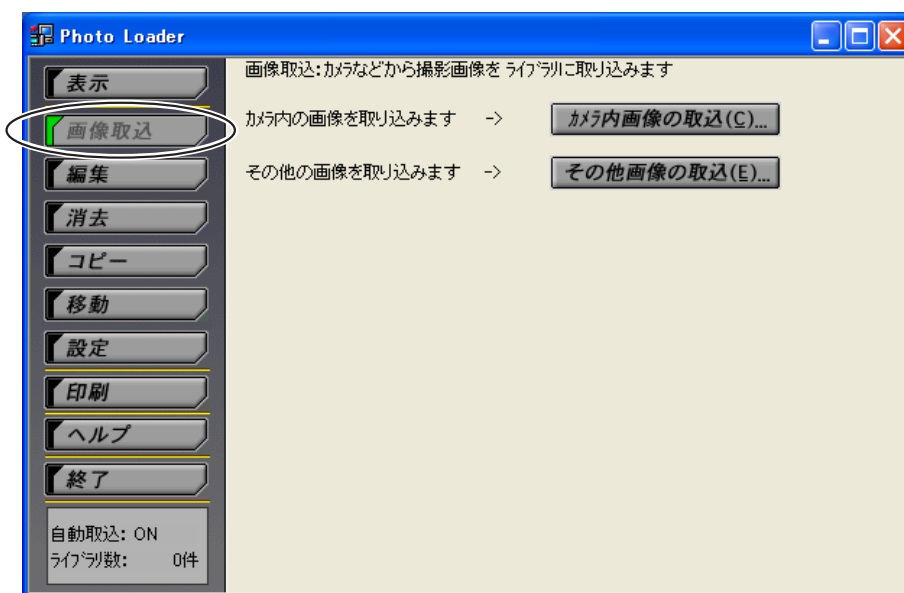 Photo Loader
表示
画像取込
編集
消去
コピー
移動
設定
印刷
ヘルプ
終了
自動取込: ON
ﾗｲﾌﾞﾗﾘ数: 0件
画像取込:ｶﾒﾗなどから撮影画像を ﾗｲﾌﾞﾗﾘに取り込みます
ｶﾒﾗ内の画像を取り込みます -> ｶﾒﾗ内画像の取込(C)...
その他の画像を取り込みます -> その他画像の取込(E)...